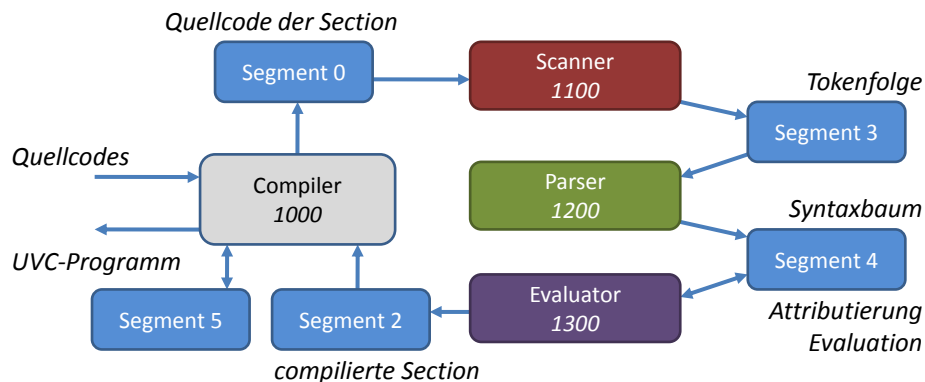 Quellcode der Section
Segment 0
Scanner
1100
Tokenfolge
Segment 3
Quellcodes
Compiler
1000
Parser
1200
Syntaxbaum
UVC-Programm
Segment 4
Segment 5
Segment 2
Evaluator
1300
Attributierung
Evaluation
compilierte Section